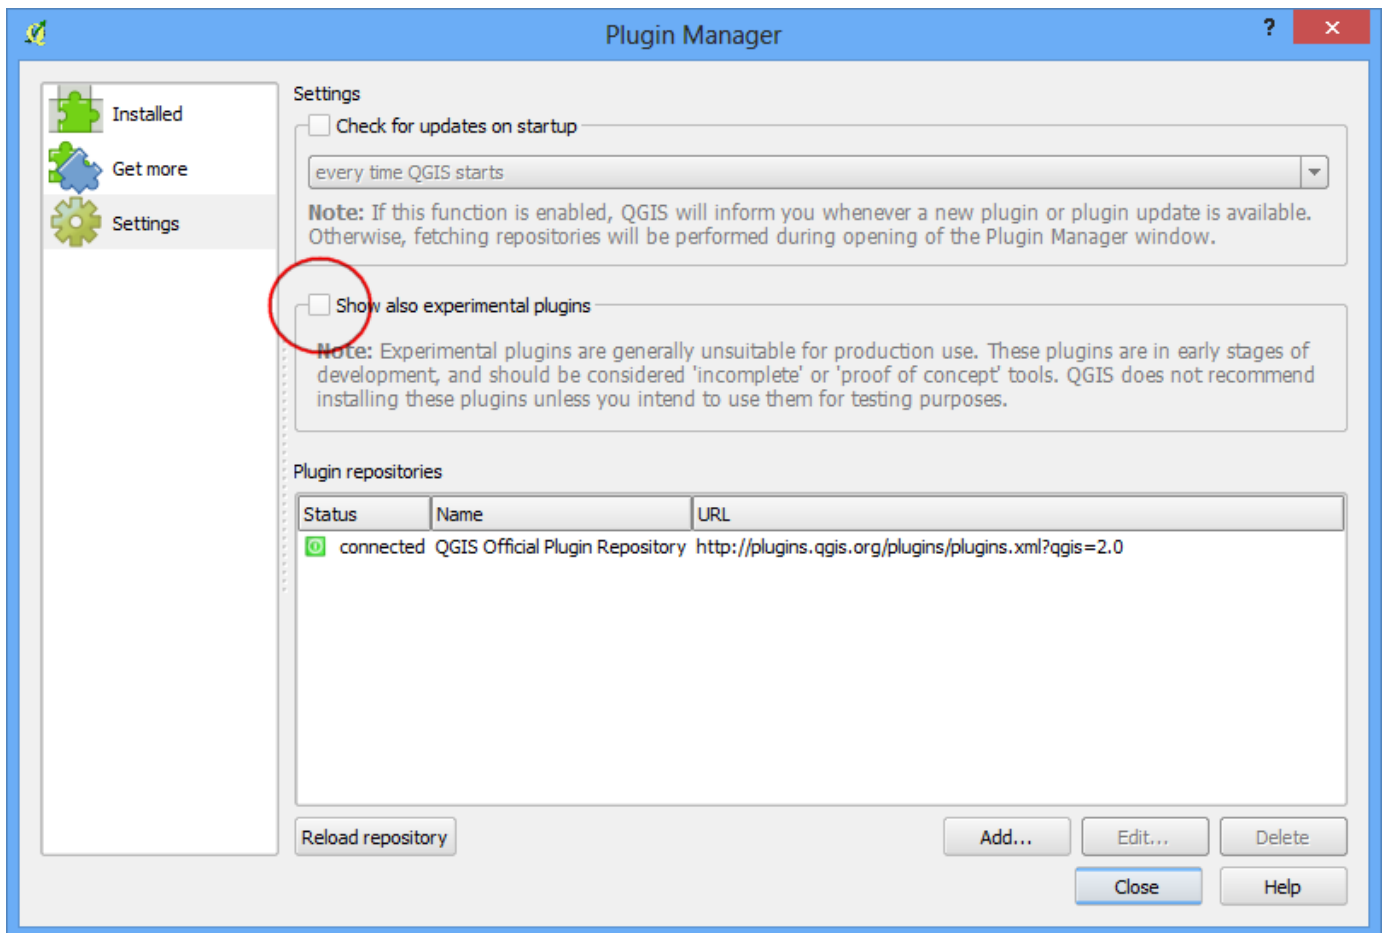 Plugin Manager
?
Installed
Get more
Settings
Settings
Check for updates on startup
every time QGIS starts
Note: If this function is enabled, QGIS will inform you whenever a new plugin or plugin update is available.
Otherwise, fetching repositories will be performed during opening of the Plugin Manager window.
Show also experimental plugins
Note: Experimental plugins are generally unsuitable for production use. These plugins are in early stages of
development, and should be considered 'incomplete' or 'proof of concept' tools. QGIS does not recommend
installing these plugins unless you intend to use them for testing purposes.
Plugin repositories
Status Name URL
connected QGIS Official Plugin Repository http://plugins.qgis.org/plugins/plugins.xml?qgis=2.0
Reload repository Add... Edit... Delete
Close Help